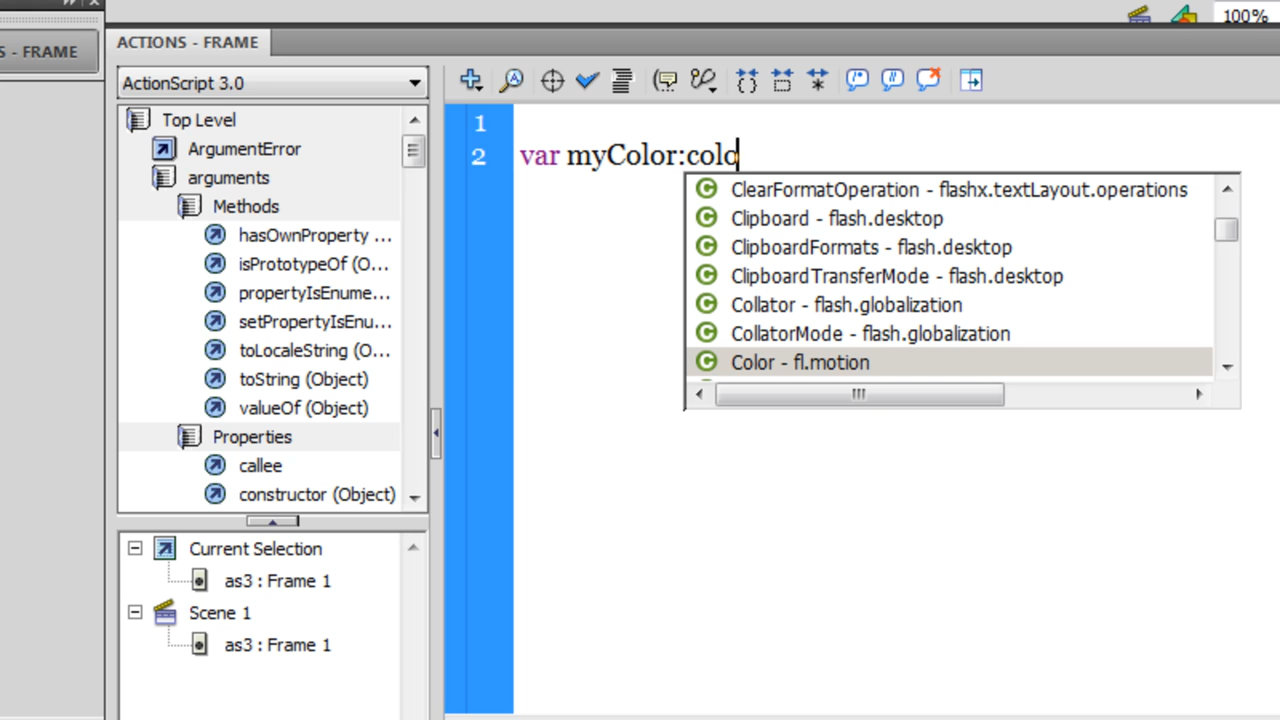 100%
S - FRAME
ACTIONS - FRAME
ActionScript 3.0
Top Level
ArgumentError
arguments
Methods
hasOwnProperty ...
isPrototypeOf (O...
propertyIsEnume...
setPropertyIsEnu...
toLocaleString (O...
toString (Object)
valueOf (Object)
Properties
callee
constructor (Object)
Current Selection
as3 : Frame 1
Scene 1
as3 : Frame 1
1
2 var myColor:colo
ClearFormatOperation - flashx.textLayout.operations
Clipboard - flash.desktop
ClipboardFormats - flash.desktop
ClipboardTransferMode - flash.desktop
Collator - flash.globalization
CollatorMode - flash.globalization
Color - fl.motion